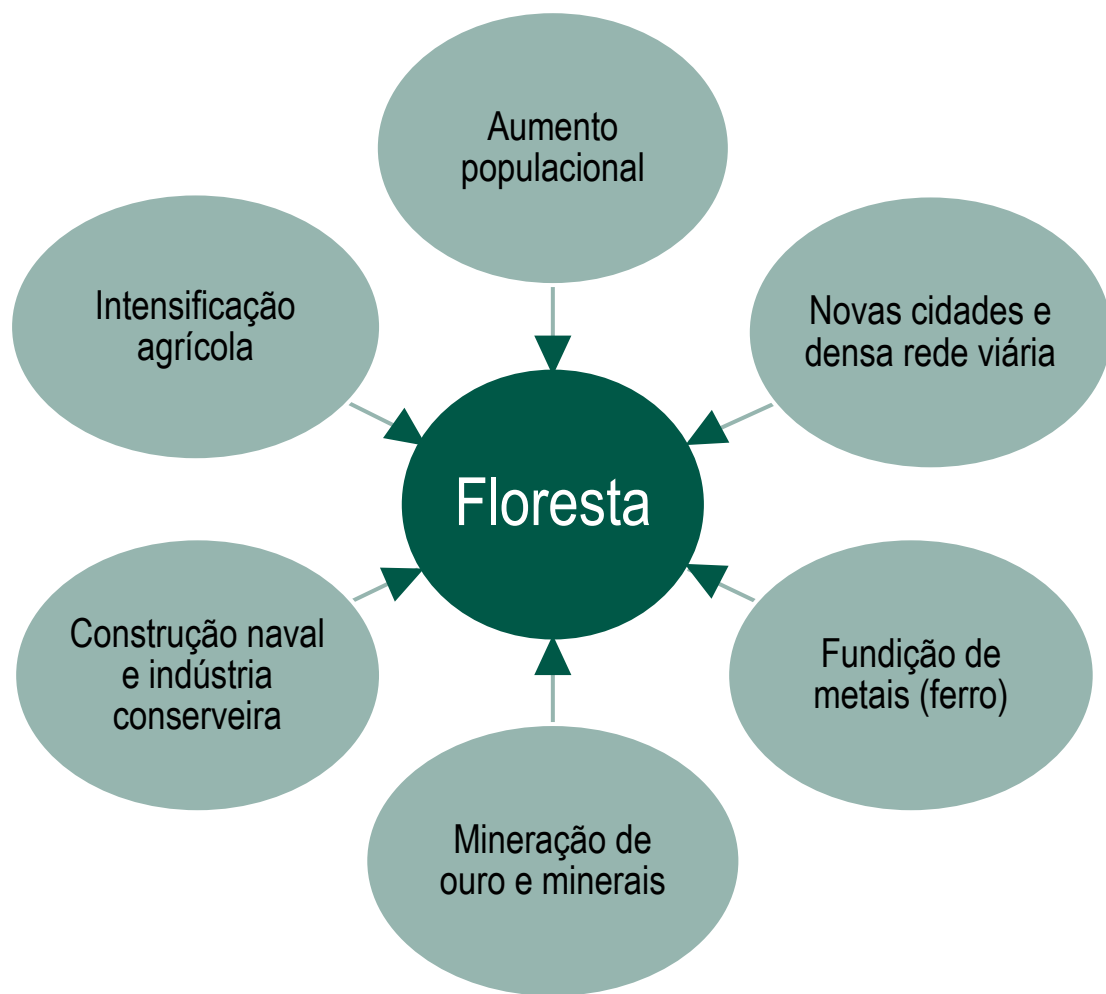 Aumento
populacional
Novas cidades e
densa rede viária
Fundição de
metais (ferro)
Mineração de
ouro e minerais
Construção naval
e indústria
conserveira
Intensificação
agrícola
Floresta